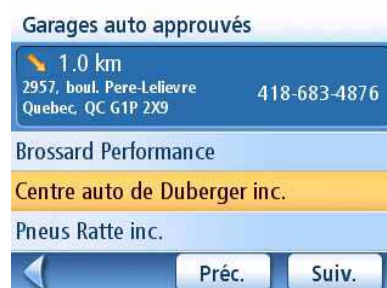 Garages auto approuvés
1.0 km
2957, boul. Pere-Lelievre
Quebec, QC G1P 2X9
418-683-4876
Brossard Performance
Centre auto de Duberger inc.
Pneus Ratte inc.
Préc.
Suiv.